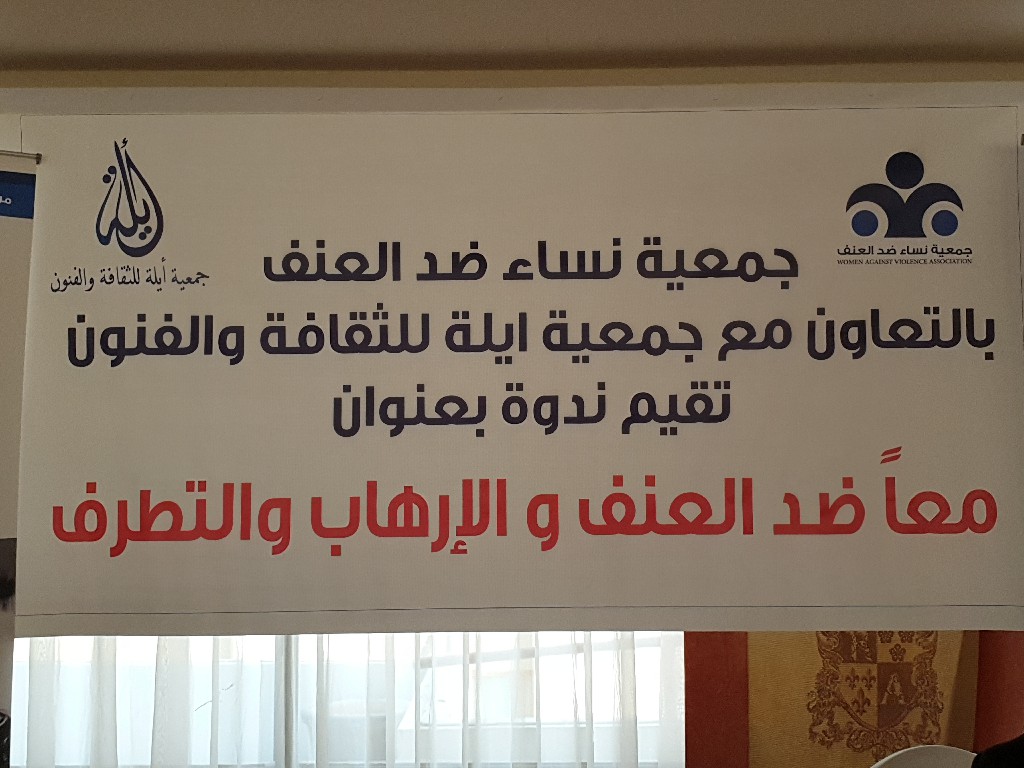 أيلة
جمعية أيلة للثقافة والفنون
جمعية نساء ضد العنف
WOMEN AGAINST VIOLENCE ASSOCIATION
جمعية نساء ضد العنف
بالتعاون مع جمعية ايلة للثقافة والفنون
تقيم ندوة بعنوان
معاً ضد العنف و الإرهاب والتطرف